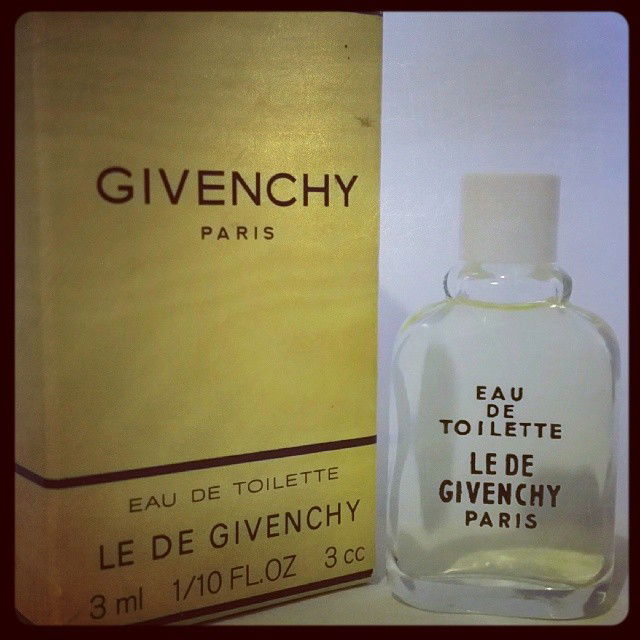 GIVENCHY
PARIS
EAU DE TOILETTE
LE DE GIVENCHY
3 ml 1/10 FL.OZ 3 cc
EAU
DE
TOILETTE
LE DE
GIVENCHY
PARIS